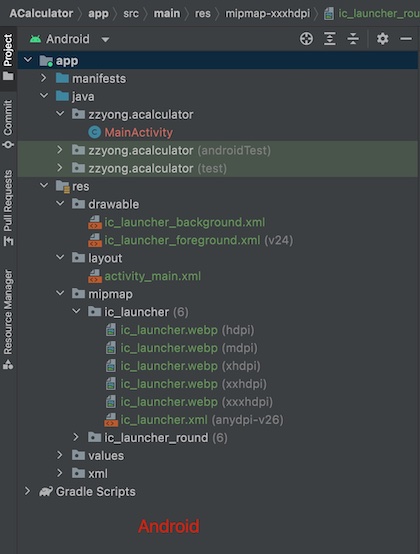 ACalculator › app › src › main › res › mipmap-xxxhdpi › ic_launcher_rou
Android
Project
Commit
Pull Requests
Resource Manager
app
manifests
java
zzyong.acalculator
MainActivity
zzyong.acalculator (androidTest)
zzyong.acalculator (test)
res
drawable
ic_launcher_background.xml
ic_launcher_foreground.xml (v24)
layout
activity_main.xml
mipmap
ic_launcher (6)
ic_launcher.webp (hdpi)
ic_launcher.webp (mdpi)
ic_launcher.webp (xhdpi)
ic_launcher.webp (xxhdpi)
ic_launcher.webp (xxxhdpi)
ic_launcher.xml (anydpi-v26)
ic_launcher_round (6)
values
xml
Gradle Scripts
Android